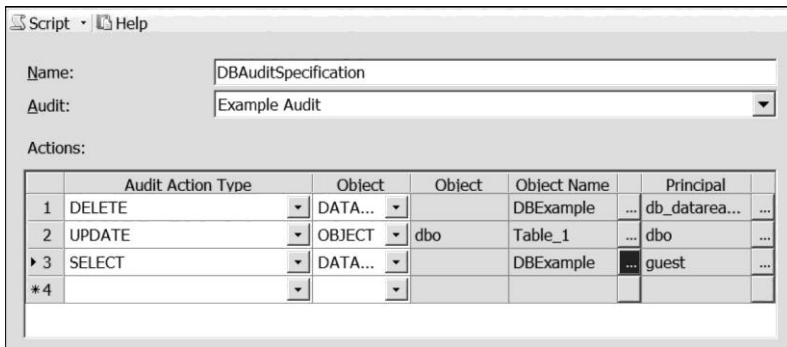 Script Help
Name: DBAuditSpecification
Audit: Example Audit
Actions:
Audit Action Type Object Object Object Name Principal
1 DELETE DATA... DBExample ... db_datarea... ...
2 UPDATE OBJECT dbo Table_1 ... dbo ...
3 SELECT DATA... DBExample ... guest ...
*4